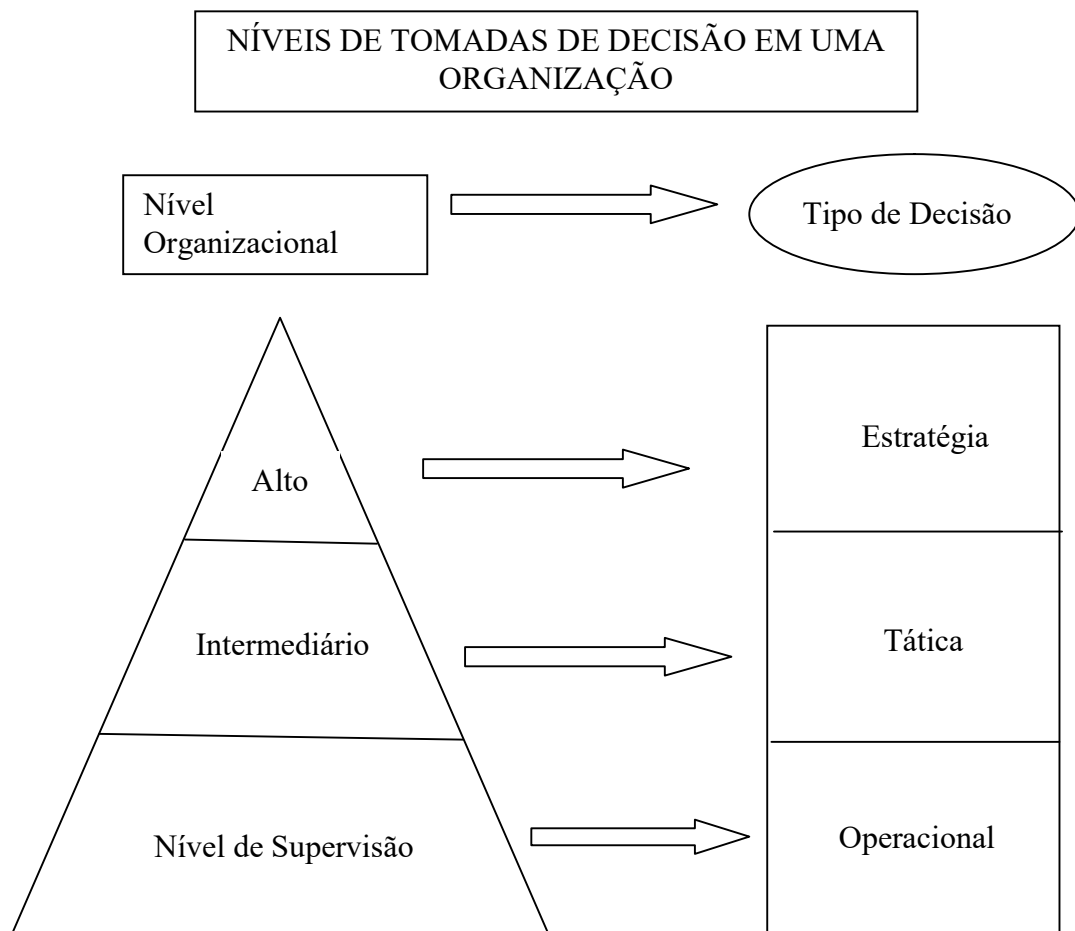 NÍVEIS DE TOMADAS DE DECISÃO EM UMA
ORGANIZAÇÃO
Nível
Organizacional
Tipo de Decisão
Alto
Estratégia
Intermediário
Tática
Nível de Supervisão
Operacional